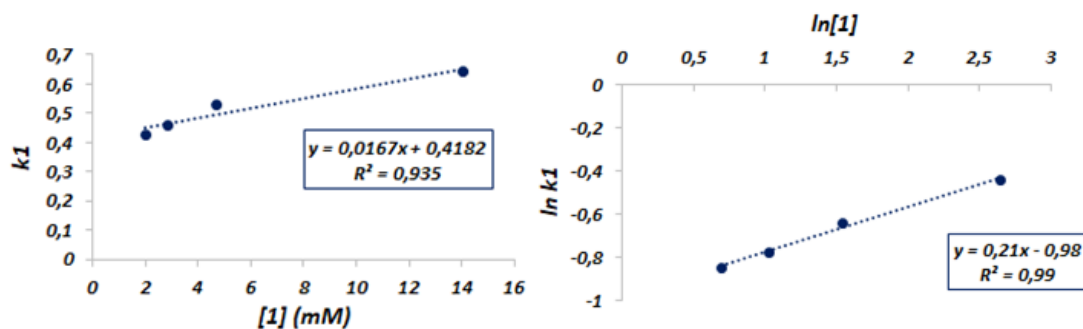 0,7
0,6
0,5
0,4
0,3
0,2
0,1
0
k1
y = 0,0167x + 0,4182
R² = 0,935
0 2 4 6 8 10 12 14 16
[1] (mM)
ln[1]
0 0,5 1 1,5 2 2,5 3
0
-0,2
-0,4
-0,6
-0,8
-1
ln k1
y = 0,21x - 0,98
R² = 0,99